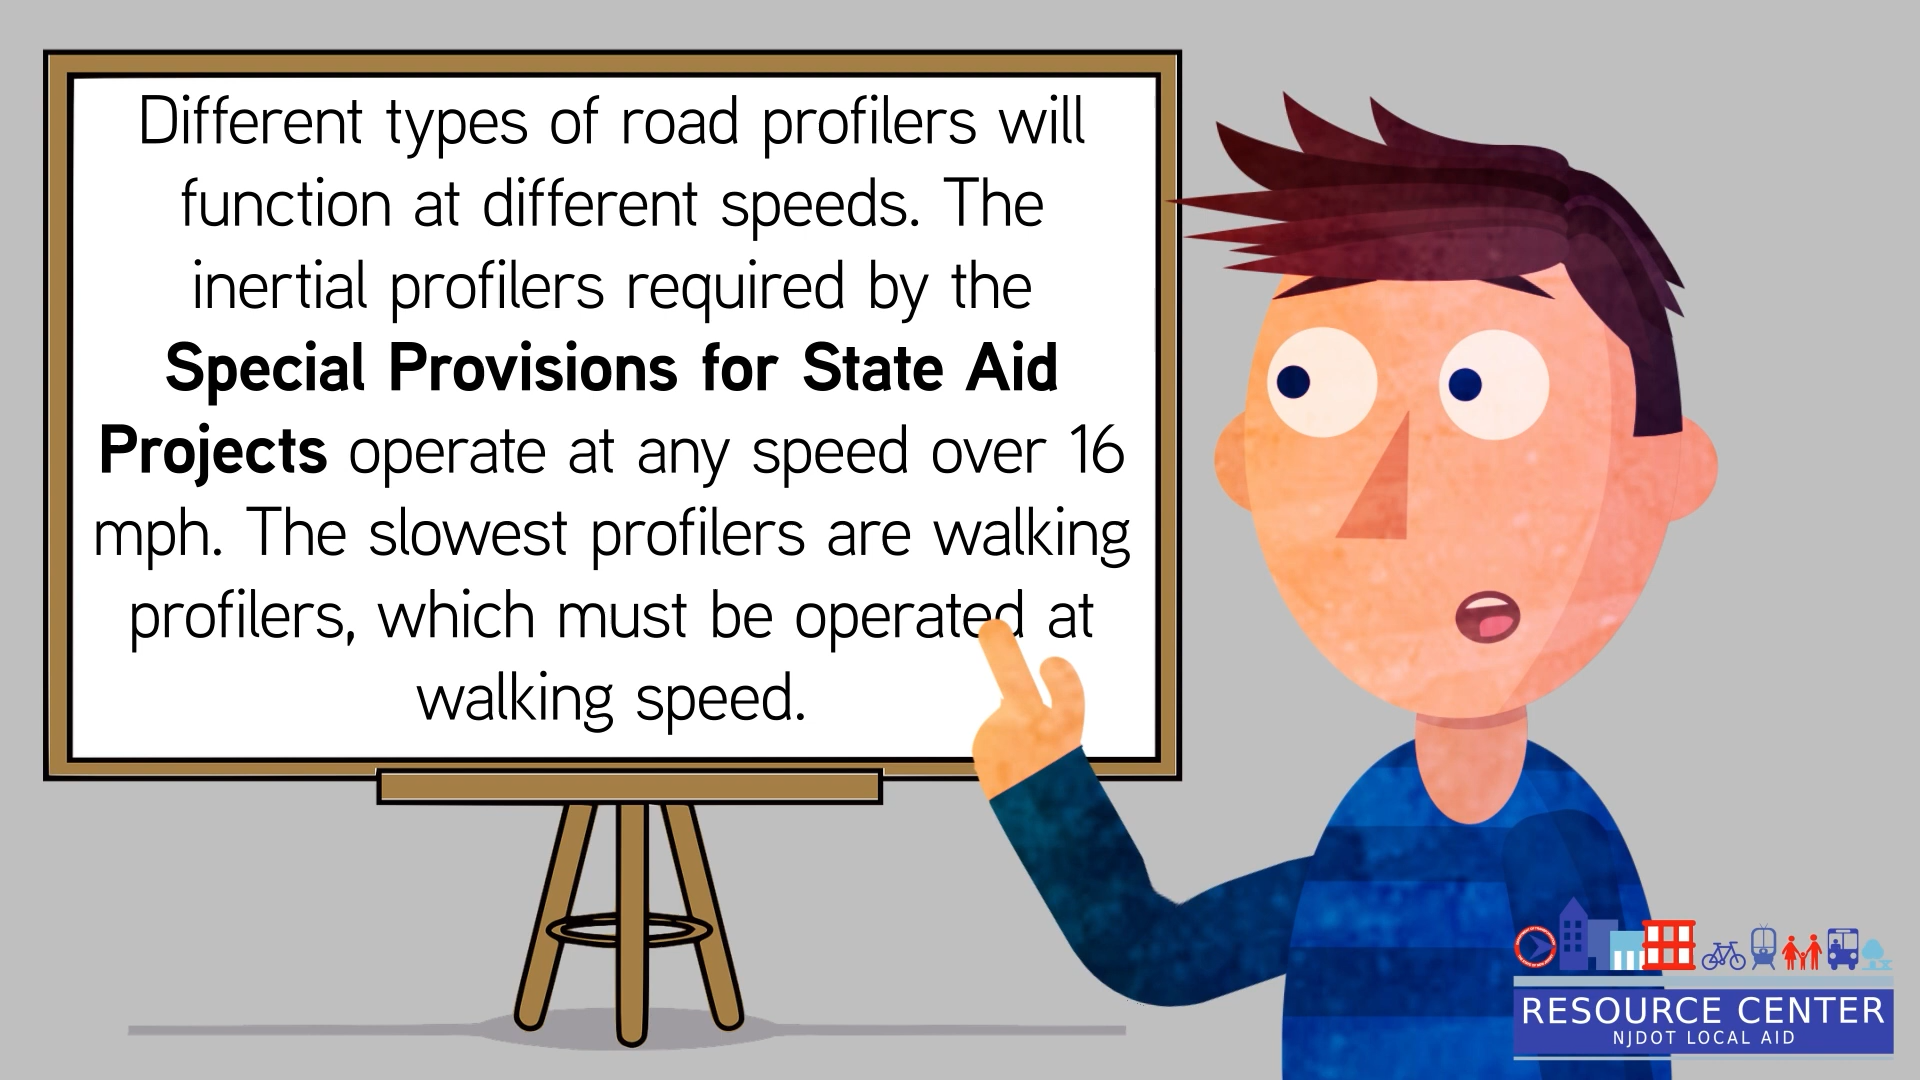 Different types of road profilers will
function at different speeds. The
inertial profilers required by the
Special Provisions for State Aid
Projects operate at any speed over 16
mph. The slowest profilers are walking
profilers, which must be operated at
walking speed.
RESOURCE CENTER
NJDOT LOCAL AID